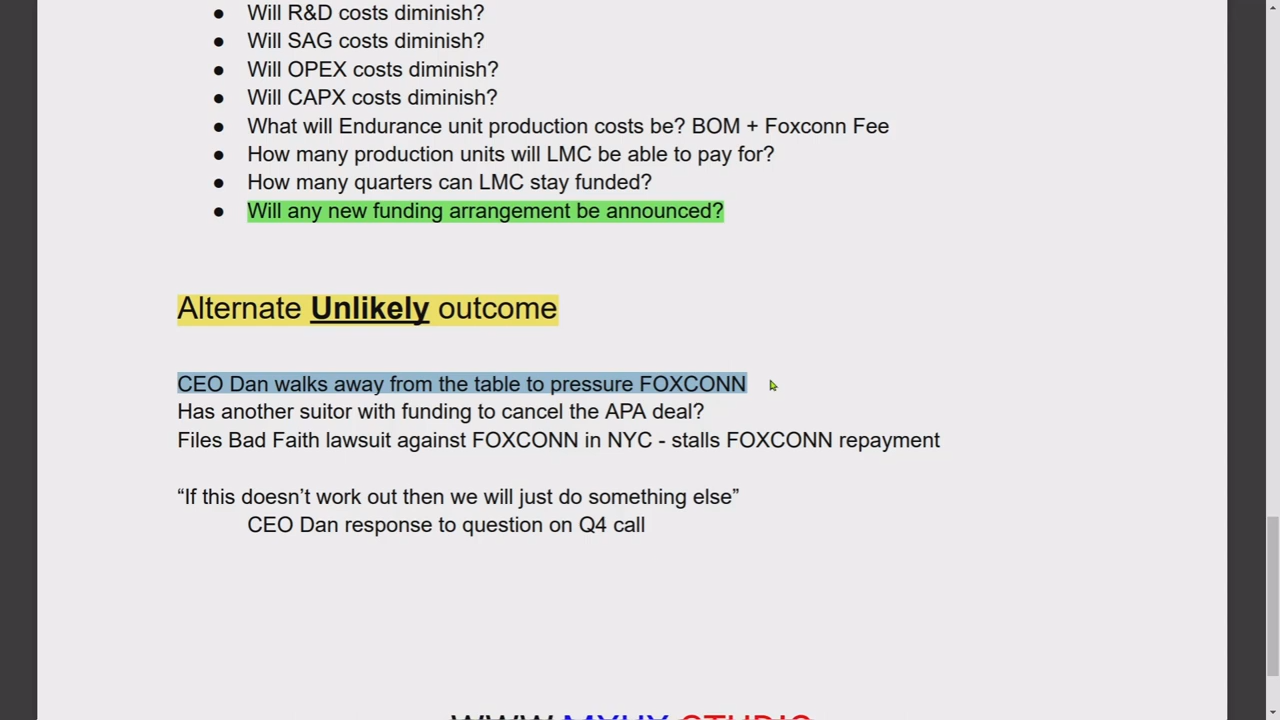 ● Will R&D costs diminish?
● Will SAG costs diminish?
● Will OPEX costs diminish?
● Will CAPX costs diminish?
● What will Endurance unit production costs be? BOM + Foxconn Fee
● How many production units will LMC be able to pay for?
● How many quarters can LMC stay funded?
● Will any new funding arrangement be announced?
Alternate Unlikely outcome
CEO Dan walks away from the table to pressure FOXCONN
Has another suitor with funding to cancel the APA deal?
Files Bad Faith lawsuit against FOXCONN in NYC - stalls FOXCONN repayment
“If this doesn’t work out then we will just do something else”
CEO Dan response to question on Q4 call